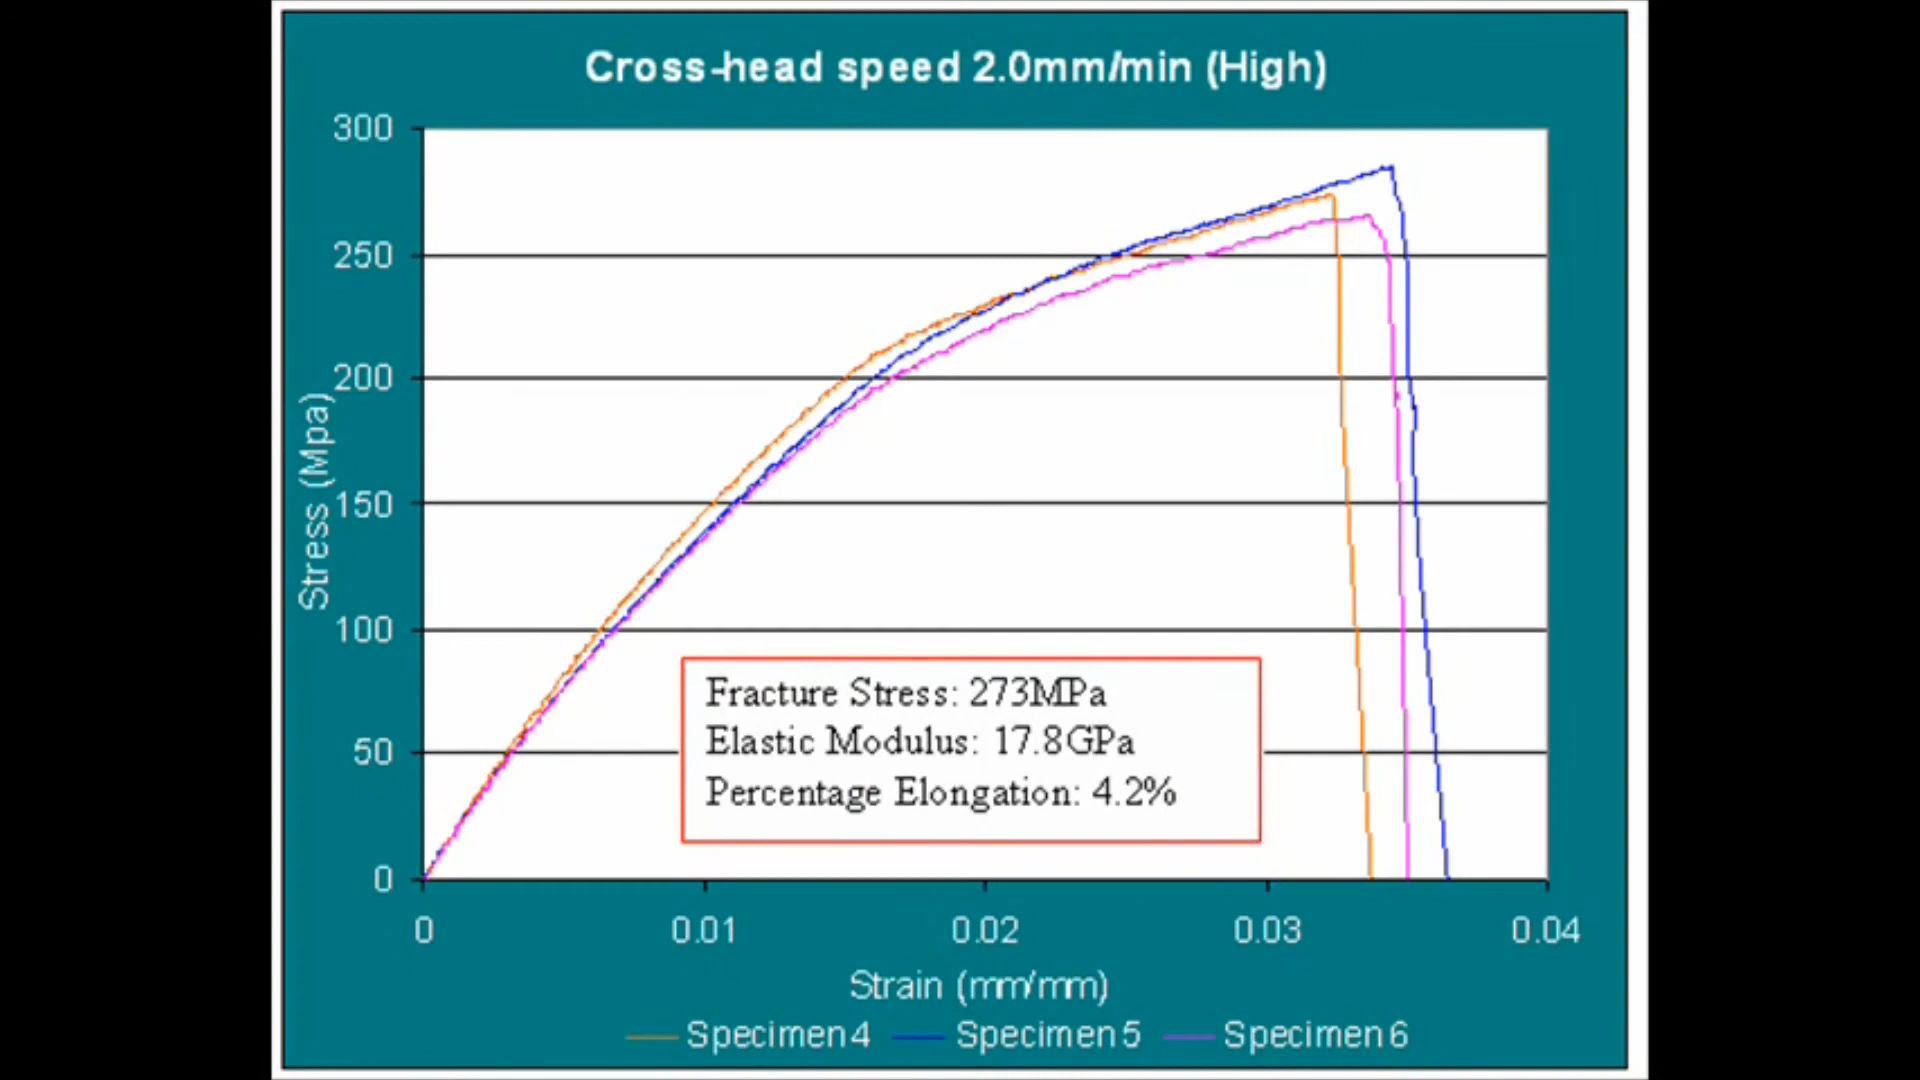 Cross-head speed 2.0mm/min (High)
300
250
200
150
100
50
0
Stress (Mpa)
Fracture Stress: 273MPa
Elastic Modulus: 17.8GPa
Percentage Elongation: 4.2%
0 0.01 0.02 0.03 0.04
Strain (mm/mm)
Specimen 4 Specimen 5 Specimen 6